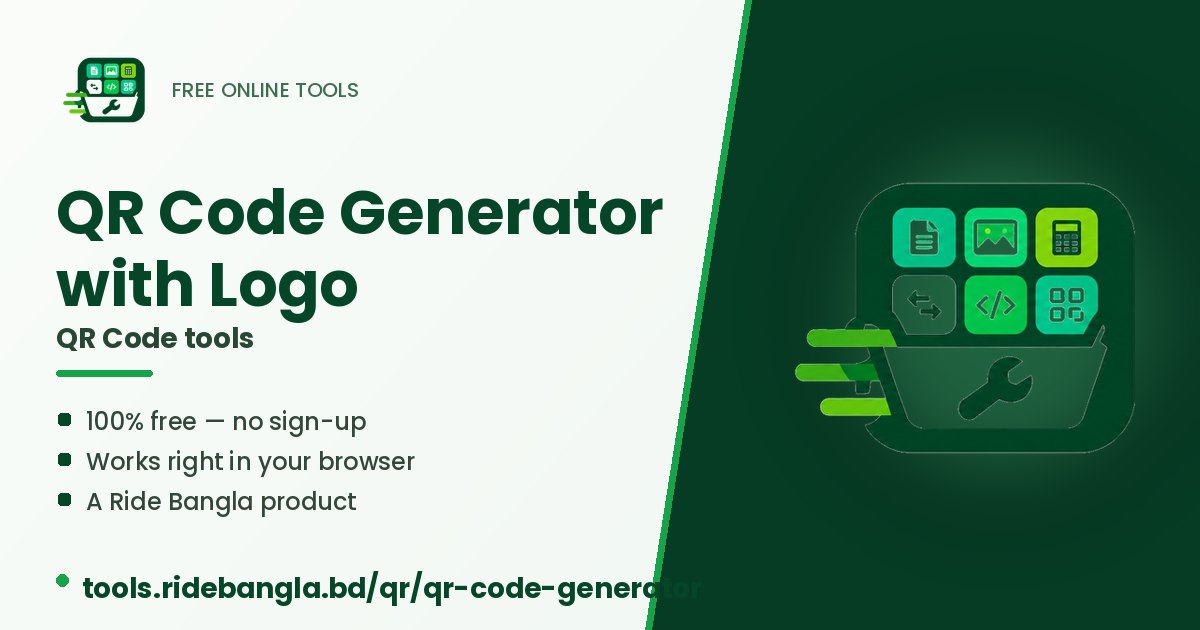 FREE ONLINE TOOLS
QR Code Generator
with Logo
QR Code tools
100% free — no sign-up
Works right in your browser
A Ride Bangla product
tools.ridebangla.bd/qr/qr-code-generator